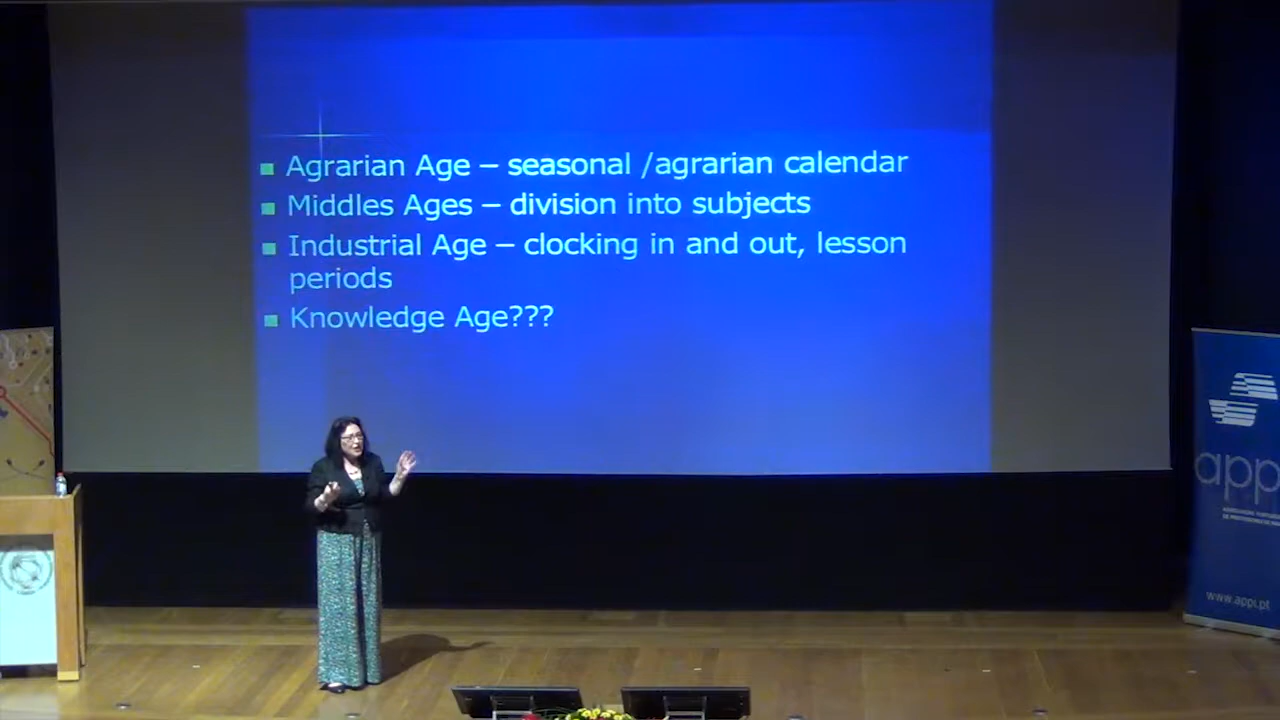 Agrarian Age – seasonal /agrarian calendar
Middles Ages – division into subjects
Industrial Age – clocking in and out, lesson
periods
Knowledge Age???
app
www.appi.pt